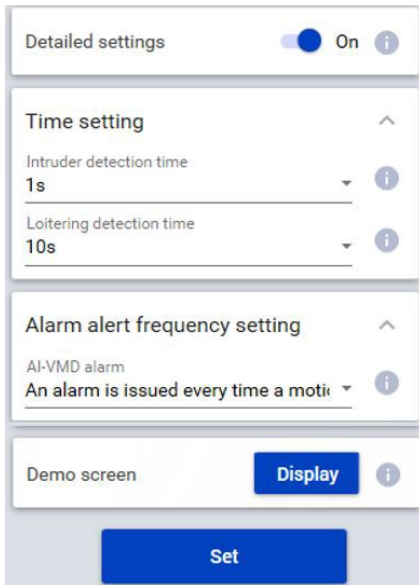 Detailed settings On
Time setting
Intruder detection time
1s
Loitering detection time
10s
Alarm alert frequency setting
AI-VMD alarm
An alarm is issued every time a moti
Demo screen Display
Set